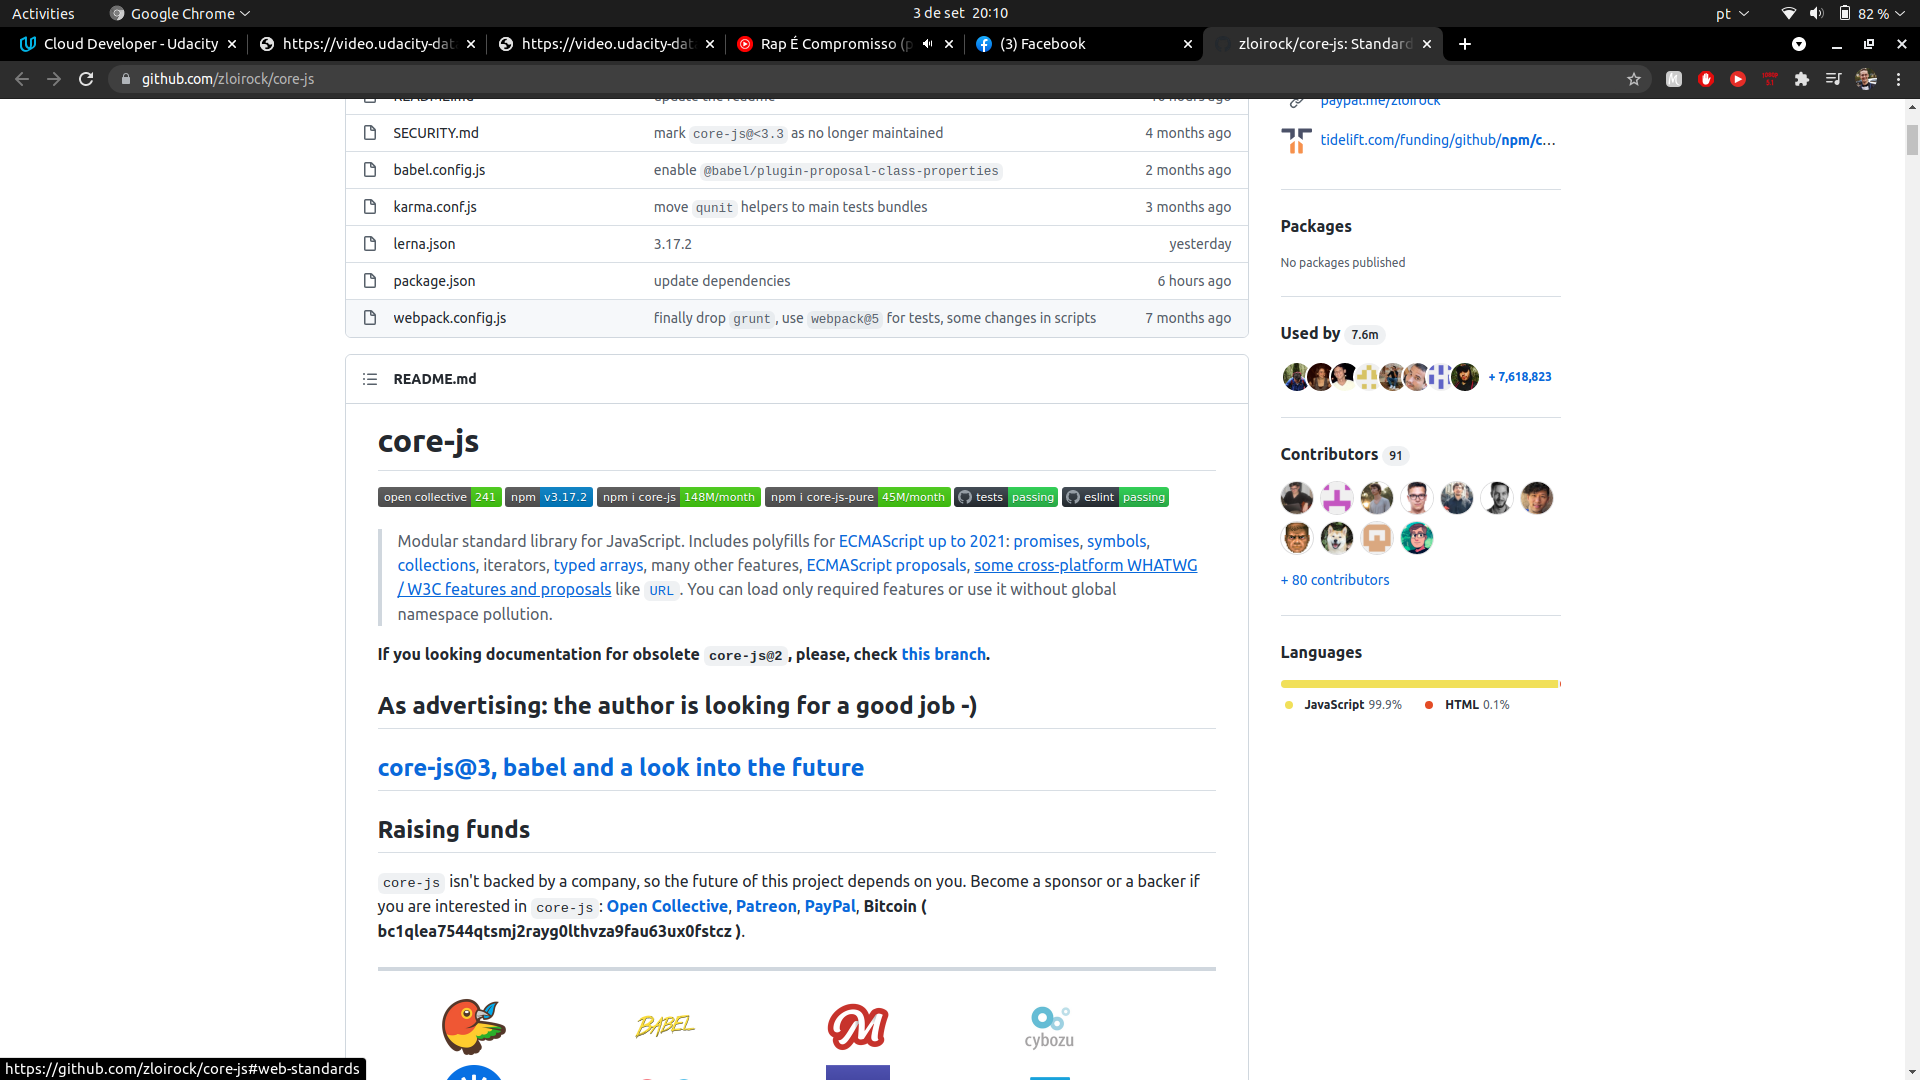 Activities Google Chrome 3 de set 20:10 pt 82 %
Cloud Developer - Udacity https://video.udacity-dat https://video.udacity-dat Rap É Compromisso (p (3) Facebook zloirock/core-js: Standard
github.com/zloirock/core-js
README.md update the readme 16 hours ago
SECURITY.md mark core-js@<3.3 as no longer maintained 4 months ago
babel.config.js enable @babel/plugin-proposal-class-properties 2 months ago
karma.conf.js move qunit helpers to main tests bundles 3 months ago
lerna.json 3.17.2 yesterday
package.json update dependencies 6 hours ago
webpack.config.js finally drop grunt, use webpack@5 for tests, some changes in scripts 7 months ago
README.md
core-js
open collective 241 npm v3.17.2 npm i core-js 148M/month npm i core-js-pure 45M/month tests passing eslint passing
Modular standard library for JavaScript. Includes polyfills for ECMAScript up to 2021: promises, symbols,
collections, iterators, typed arrays, many other features, ECMAScript proposals, some cross-platform WHATWG
/ W3C features and proposals like URL. You can load only required features or use it without global
namespace pollution.
If you looking documentation for obsolete core-js@2, please, check this branch.
As advertising: the author is looking for a good job -)
core-js@3, babel and a look into the future
Raising funds
core-js isn't backed by a company, so the future of this project depends on you. Become a sponsor or a backer if
you are interested in core-js: Open Collective, Patreon, PayPal, Bitcoin (
bc1qlea7544qtsmj2rayg0lthvza9fau63ux0fstcz ).
BABEL
M
cybozu
paypal.me/zloirock
tidelift.com/funding/github/npm/c...
Packages
No packages published
Used by 7.6m
+ 7,618,823
Contributors 91
+ 80 contributors
Languages
JavaScript 99.9% HTML 0.1%
https://github.com/zloirock/core-js#web-standards